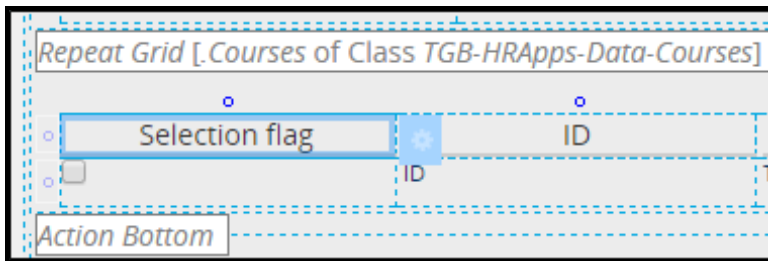 Repeat Grid [.Courses of Class TGB-HRApps-Data-Courses]
Selection flag ID
ID
Action Bottom